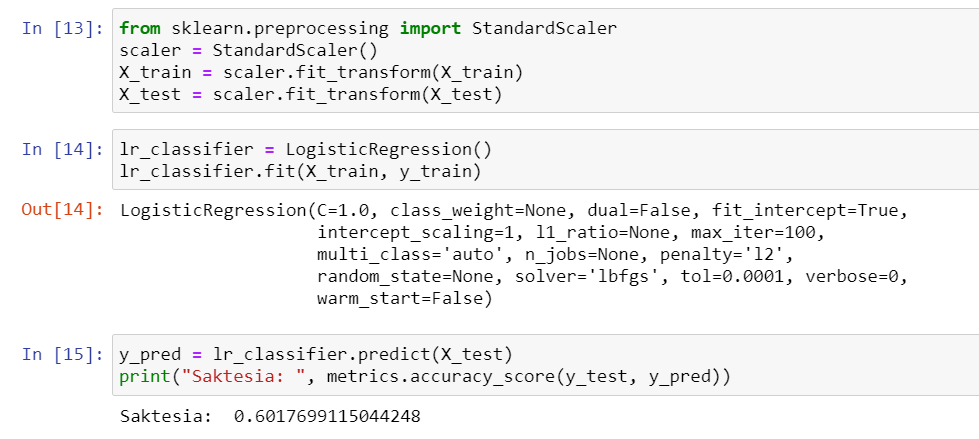 In [13]: from sklearn.preprocessing import StandardScaler
scaler = StandardScaler()
X_train = scaler.fit_transform(X_train)
X_test = scaler.fit_transform(X_test)
In [14]: lr_classifier = LogisticRegression()
lr_classifier.fit(X_train, y_train)
Out[14]: LogisticRegression(C=1.0, class_weight=None, dual=False, fit_intercept=True,
intercept_scaling=1, l1_ratio=None, max_iter=100,
multi_class='auto', n_jobs=None, penalty='l2',
random_state=None, solver='lbfgs', tol=0.0001, verbose=0,
warm_start=False)
In [15]: y_pred = lr_classifier.predict(X_test)
print("Saktesia: ", metrics.accuracy_score(y_test, y_pred))
Saktesia:  0.6017699115044248